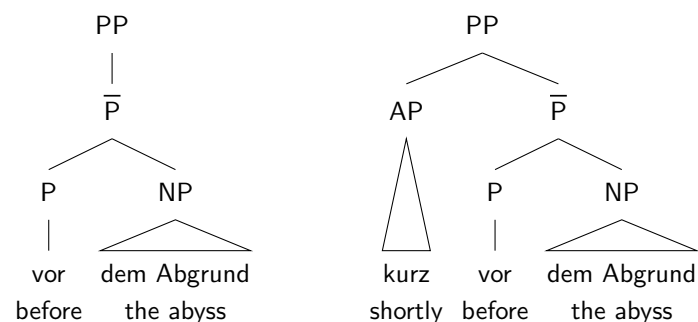 PP PP
P̅ AP P̅
P NP P NP
vor dem Abgrund kurz vor dem Abgrund
before the abyss shortly before the abyss